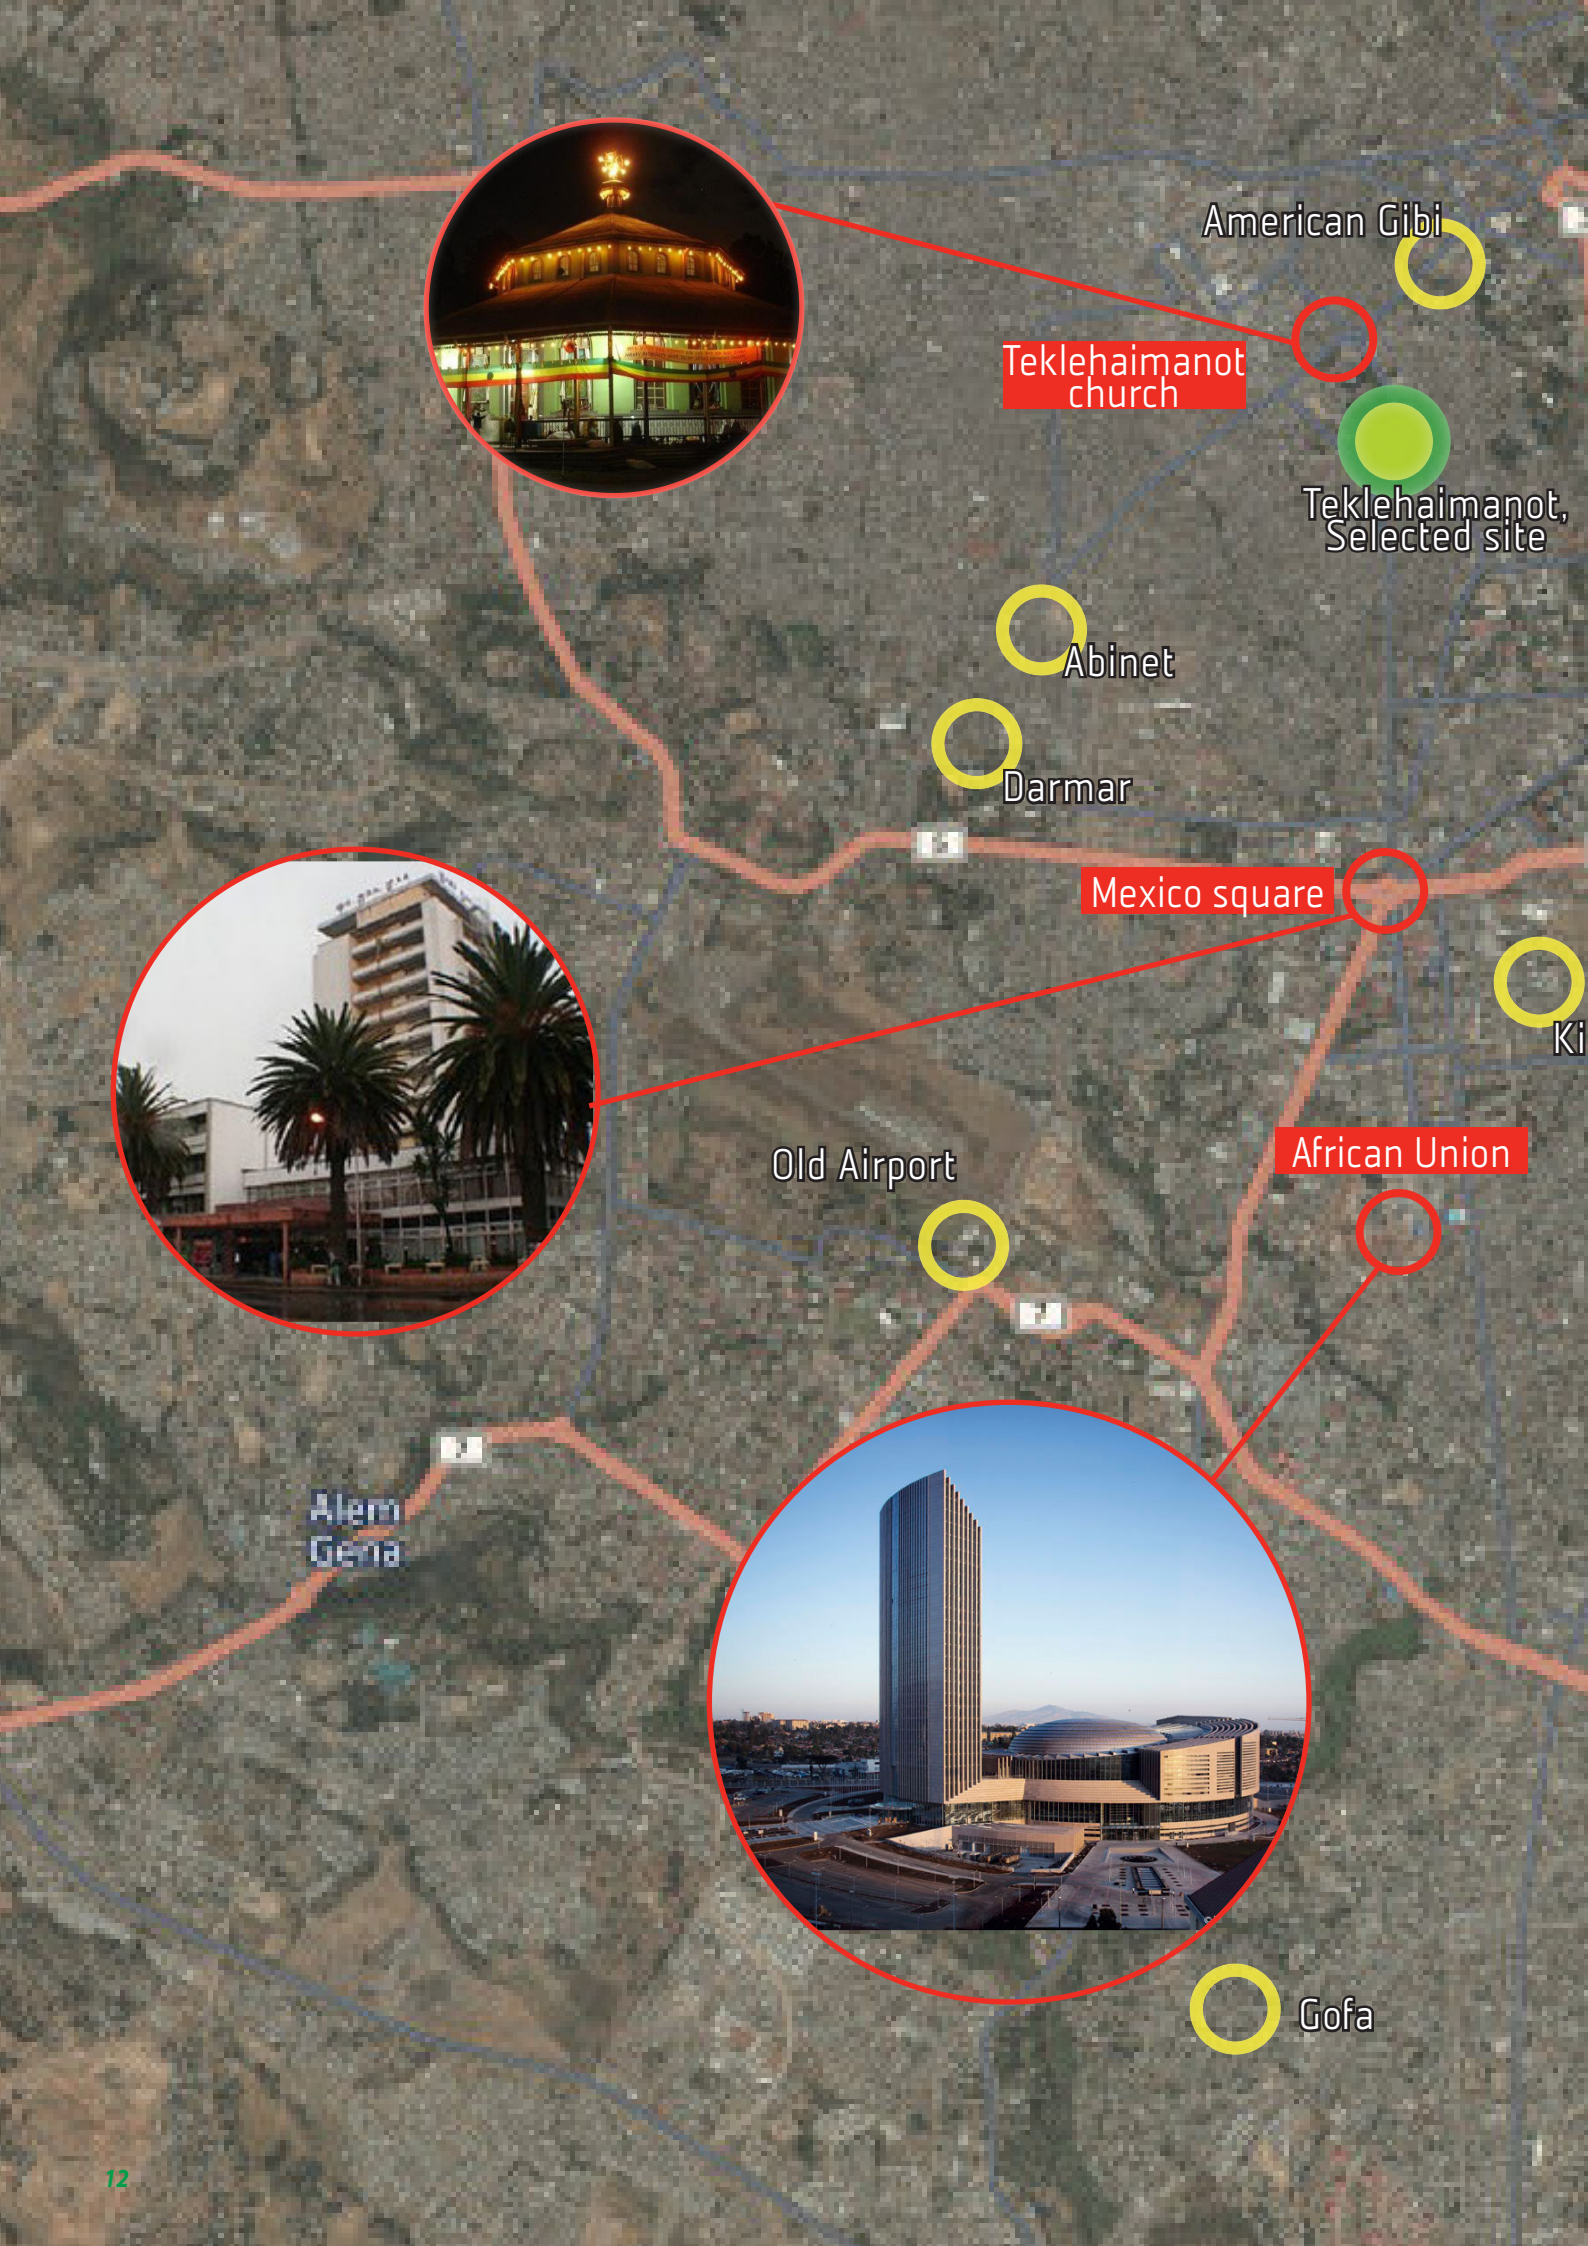 American Gibi
Teklehaimanot
church
Teklehaimanot,
Selected site
Abinet
Darmar
Mexico square
Ki
African Union
Old Airport
Alem
Gena
Gofa
12